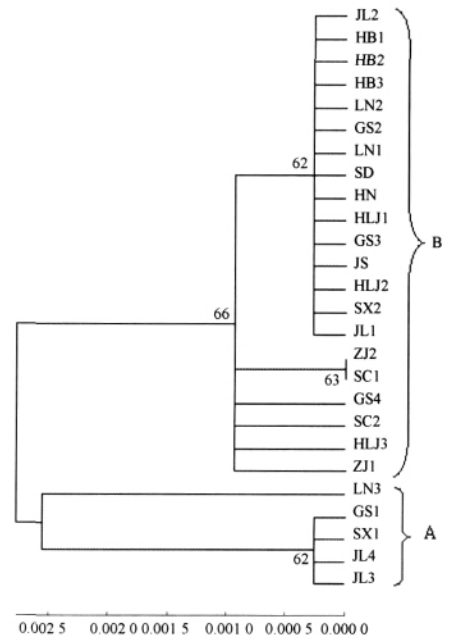 JL2
HB1
HB2
HB3
LN2
GS2
LN1
62
SD
HN
HLJ1
GS3
B
JS
HLJ2
SX2
66
JL1
ZJ2
63
SC1
GS4
SC2
HLJ3
ZJ1
LN3
GS1
SX1
A
62
JL4
JL3
0.002 5 0.002 0 0.001 5 0.001 0 0.000 5 0.000 0